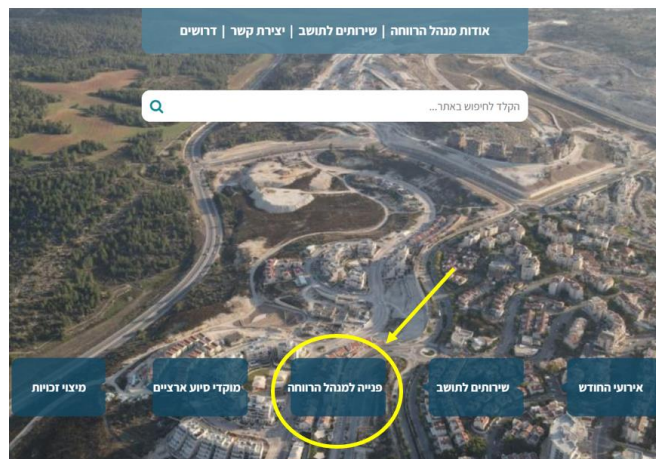 אודות מנהל הרווחה | שירותים לתושב | יצירת קשר | דרושים
הקלד לחיפוש באתר...
אירועי החודש
שירותים לתושב
פנייה למנהל הרווחה
מוקדי סיוע ארציים
מיצוי זכויות